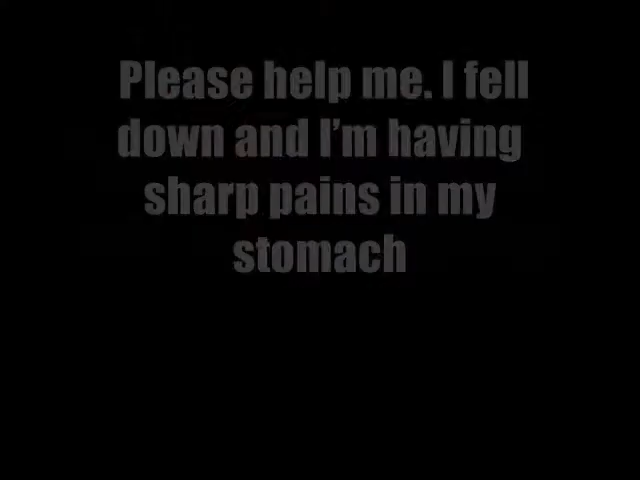 Please help me. I fell
down and I’m having
sharp pains in my
stomach